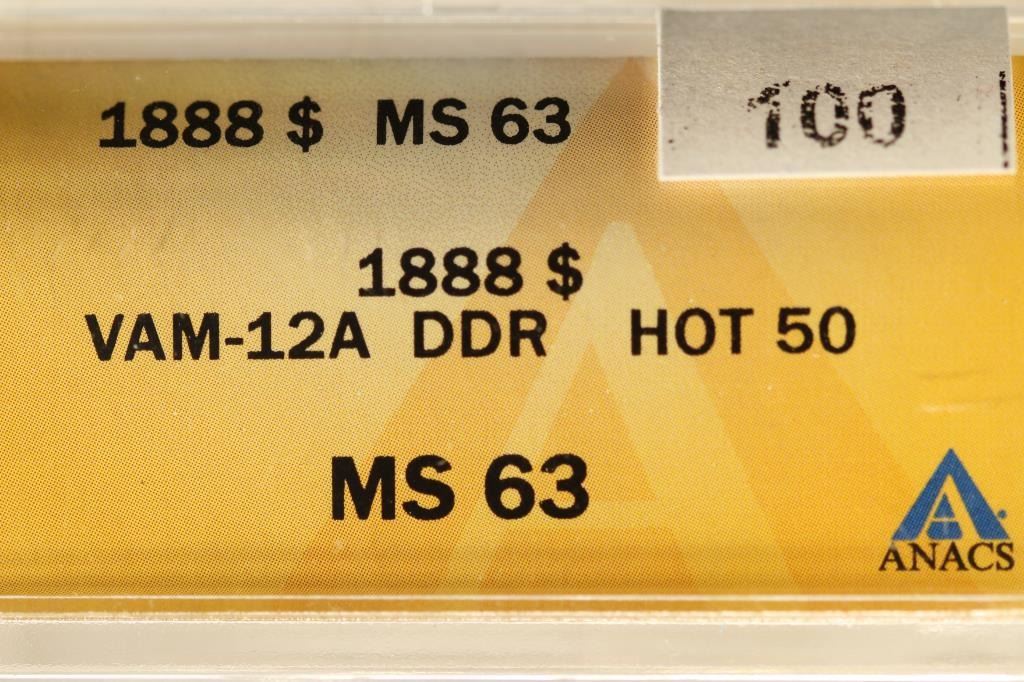 1888 $ MS 63
100
1888 $
VAM-12A DDR HOT 50
MS 63
ANACS